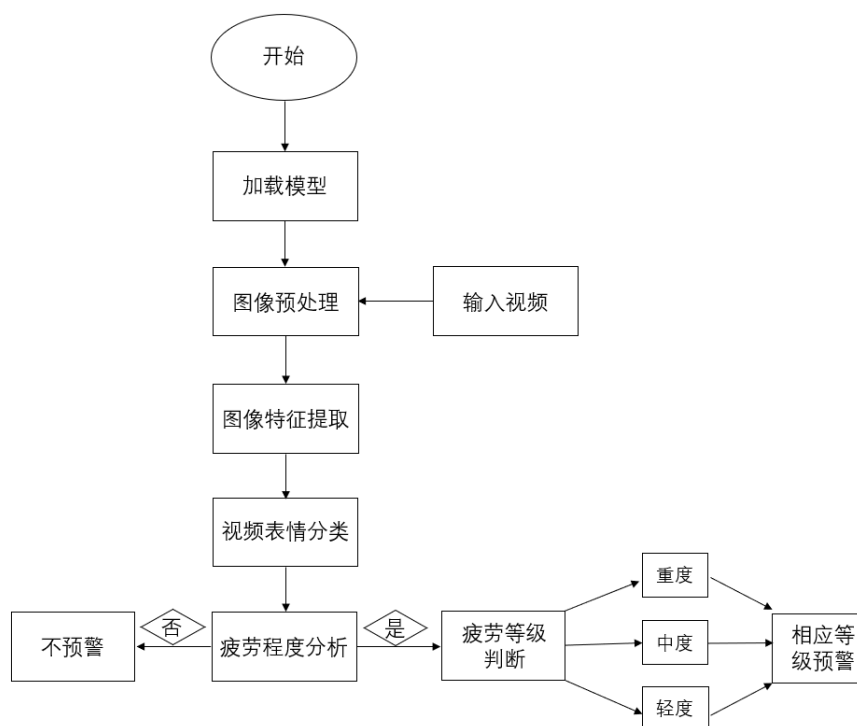 开始
加载模型
图像预处理
输入视频
图像特征提取
视频表情分类
不预警
否
疲劳程度分析
是
疲劳等级
判断
重度
中度
轻度
相应等
级预警